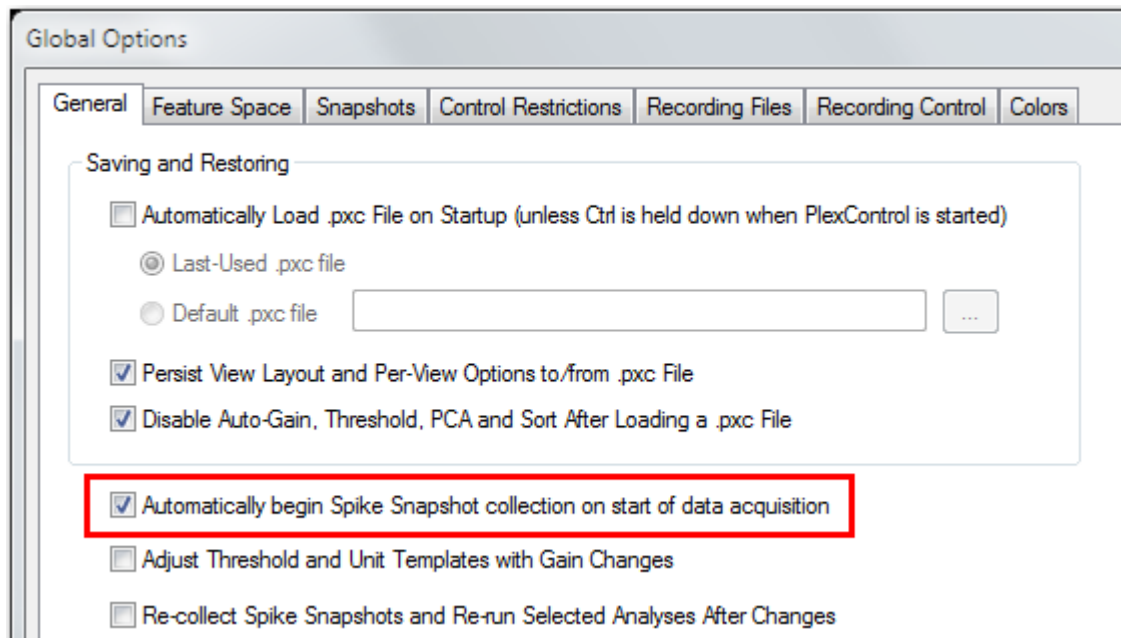 Global Options
General Feature Space Snapshots Control Restrictions Recording Files Recording Control Colors
Saving and Restoring
Automatically Load .pxc File on Startup (unless Ctrl is held down when PlexControl is started)
Last-Used .pxc file
Default .pxc file ...
Persist View Layout and Per-View Options to/from .pxc File
Disable Auto-Gain, Threshold, PCA and Sort After Loading a .pxc File
Automatically begin Spike Snapshot collection on start of data acquisition
Adjust Threshold and Unit Templates with Gain Changes
Re-collect Spike Snapshots and Re-run Selected Analyses After Changes